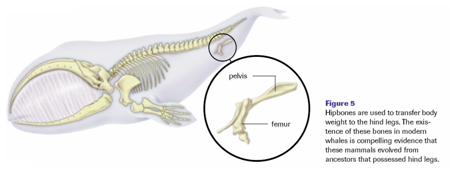 pelvis
femur
Figure 5
Hipbones are used to transfer body
weight to the hind legs. The exis-
tence of these bones in modern
whales is compelling evidence that
these mammals evolved from
ancestors that possessed hind legs.